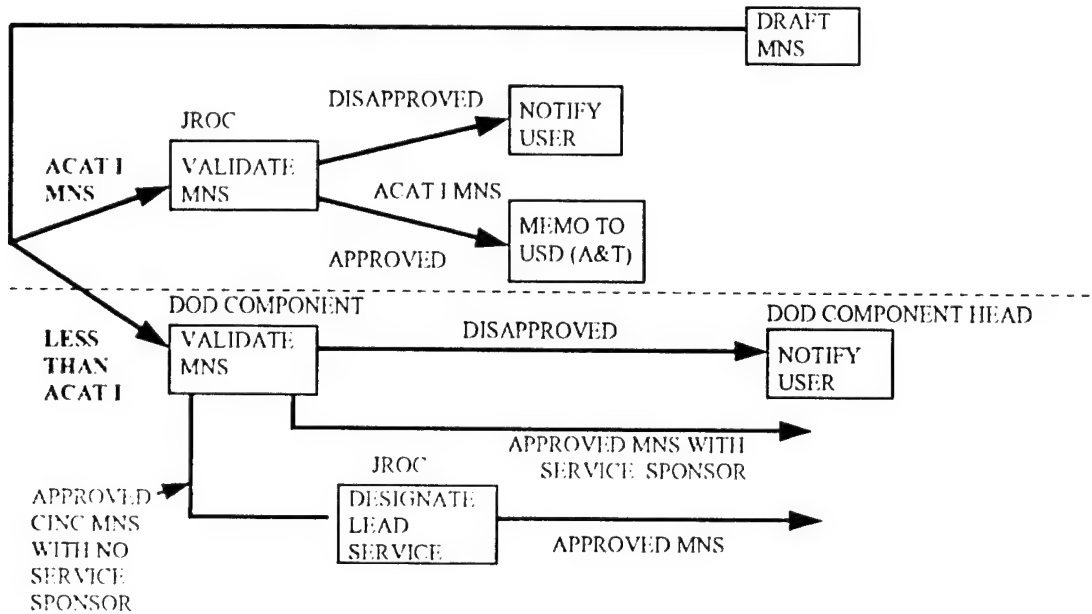 DRAFT
MNS
DISAPPROVED
NOTIFY
USER
JROC
ACAT I
MNS
VALIDATE
MNS
ACAT I MNS
MEMO TO
USD (A&T)
APPROVED
DOD COMPONENT
DOD COMPONENT HEAD
LESS
THAN
ACAT I
VALIDATE
MNS
DISAPPROVED
NOTIFY
USER
APPROVED MNS WITH
SERVICE SPONSOR
JROC
APPROVED
CINC MNS
WITH NO
SERVICE
SPONSOR
DESIGNATE
LEAD
SERVICE
APPROVED MNS